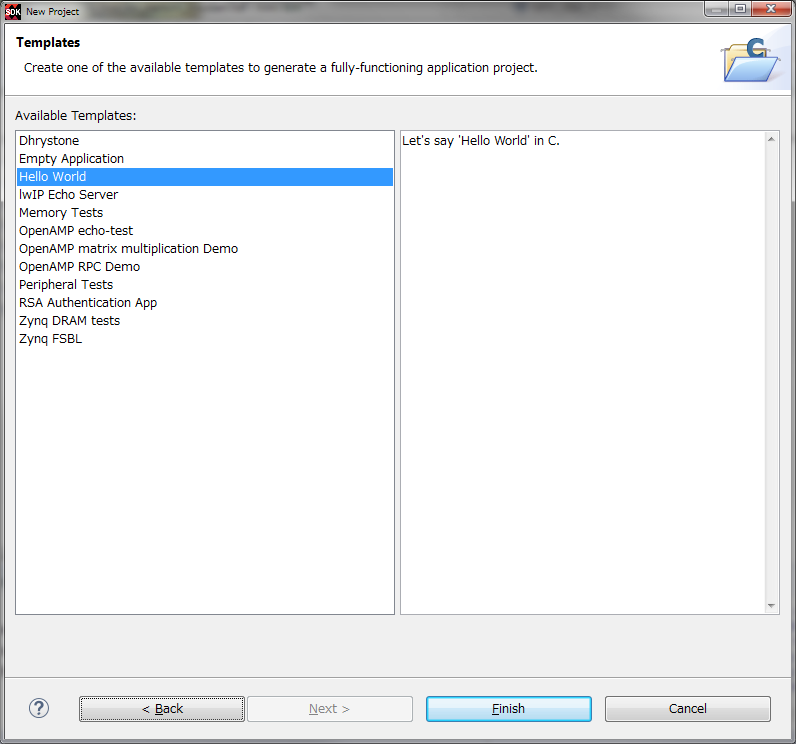 SDK New Project
Templates
Create one of the available templates to generate a fully-functioning application project.
C
Available Templates:
Dhrystone
Empty Application
Hello World
lwIP Echo Server
Memory Tests
OpenAMP echo-test
OpenAMP matrix multiplication Demo
OpenAMP RPC Demo
Peripheral Tests
RSA Authentication App
Zynq DRAM tests
Zynq FSBL
Let's say 'Hello World' in C.
?
< Back
Next >
Finish
Cancel